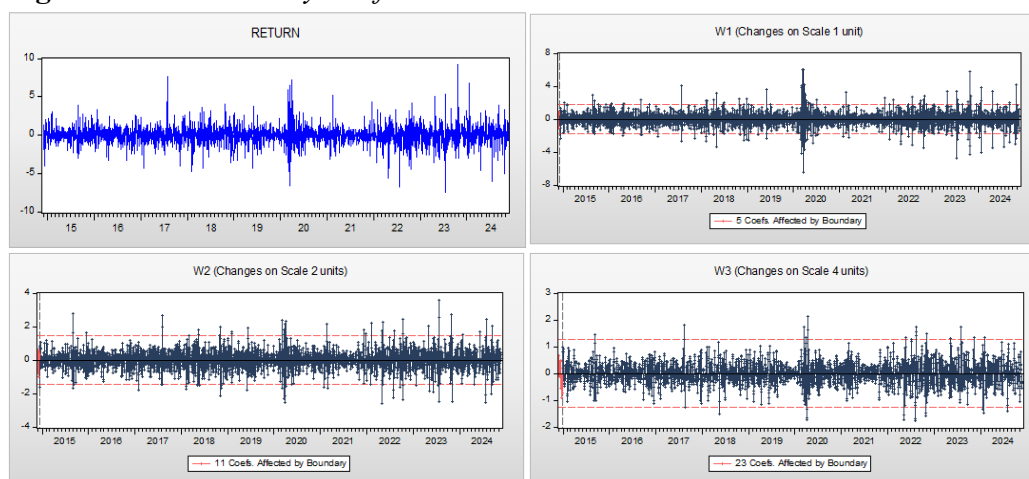 RETURN
10
5
0
-5
-10
15 16 17 18 19 20 21 22 23 24
W1 (Changes on Scale 1 unit)
8
4
0
-4
-8
2015 2016 2017 2018 2019 2020 2021 2022 2023 2024
5 Coefs. Affected by Boundary
W2 (Changes on Scale 2 units)
4
2
0
-2
-4
2015 2016 2017 2018 2019 2020 2021 2022 2023 2024
11 Coefs. Affected by Boundary
W3 (Changes on Scale 4 units)
3
2
1
0
-1
-2
2015 2016 2017 2018 2019 2020 2021 2022 2023 2024
23 Coefs. Affected by Boundary